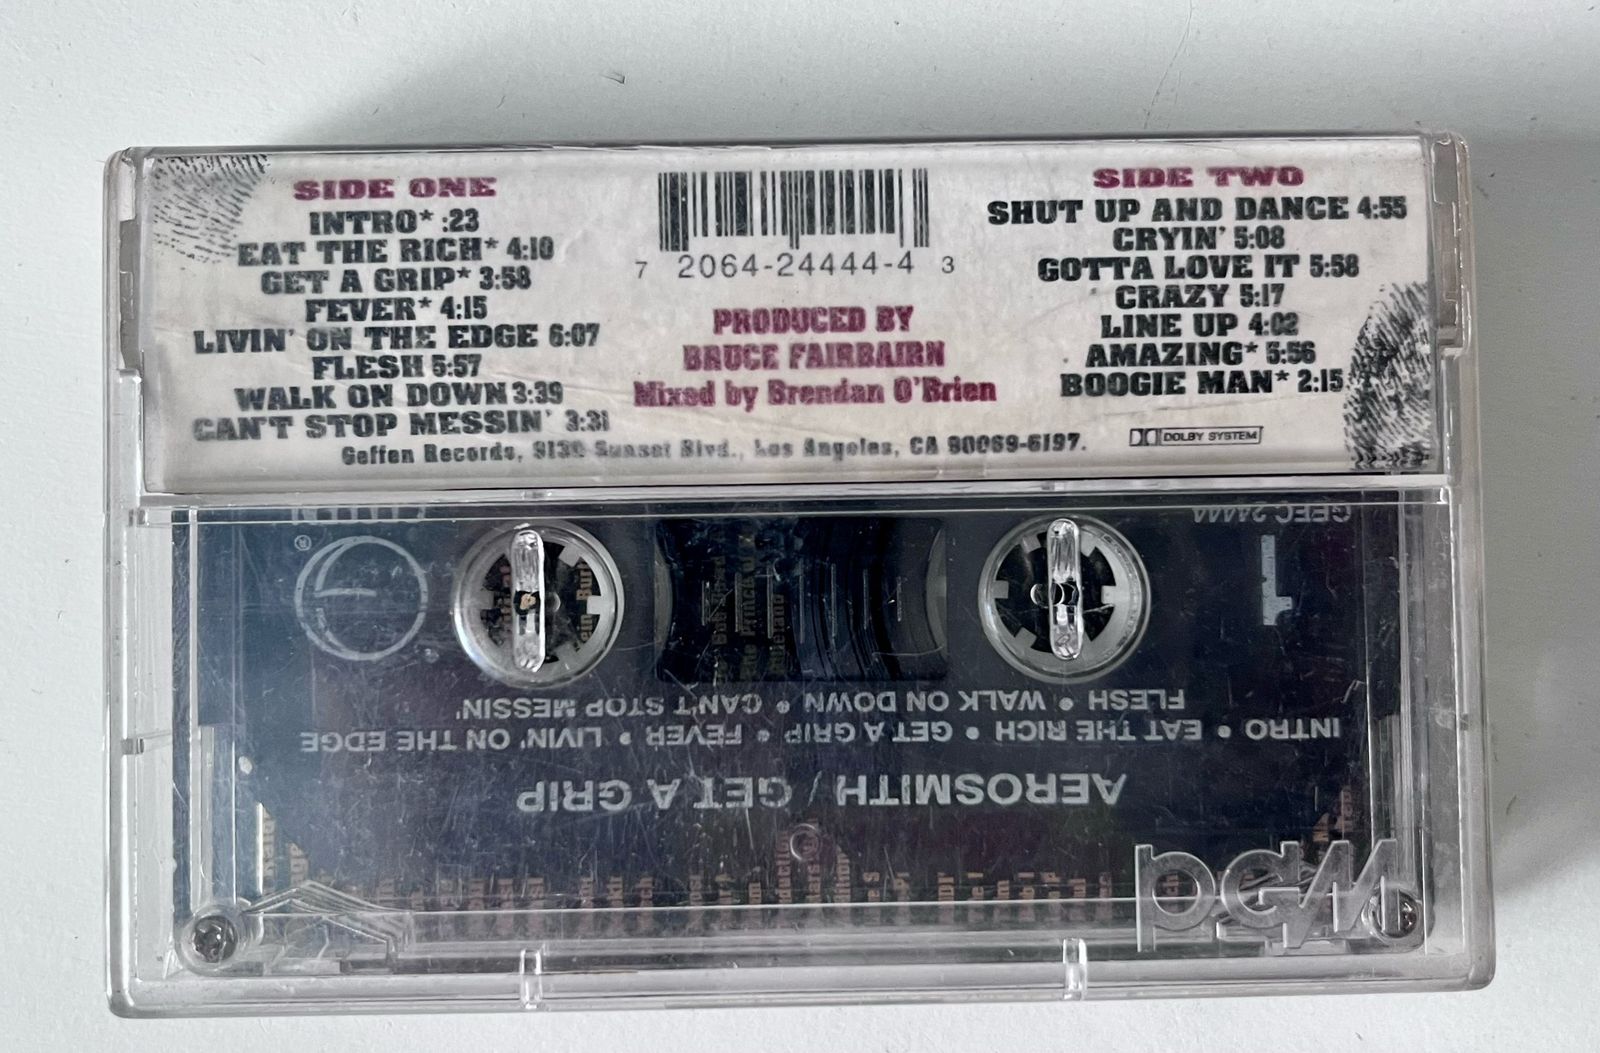 SIDE ONE
INTRO* :23
EAT THE RICH* 4:10
GET A GRIP* 3:58
FEVER* 4:15
LIVIN' ON THE EDGE 6:07
FLESH 5:57
WALK ON DOWN 3:39
CAN'T STOP MESSIN' 3:31
7 2064-24444-4 3
PRODUCED BY
BRUCE FAIRBAIRN
Mixed by Brendan O'Brien
SIDE TWO
SHUT UP AND DANCE 4:55
CRYIN' 5:08
GOTTA LOVE IT 5:58
CRAZY 5:17
LINE UP 4:02
AMAZING* 5:56
BOOGIE MAN* 2:15
DOLBY SYSTEM
Geffen Records, 9130 Sunset Blvd., Los Angeles, CA 90069-6197.
GEFC 24444
1
®
AEROSMITH / GET A GRIP
INTRO • EAT THE RICH • GET A GRIP • FEVER • LIVIN' ON THE EDGE
FLESH • WALK ON DOWN • CAN'T STOP MESSIN'
pgm